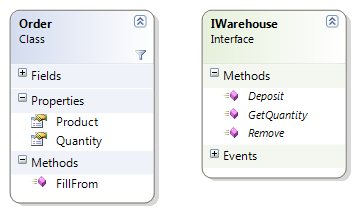 Order
Class
Fields
Properties
Product
Quantity
Methods
FillFrom
IWarehouse
Interface
Methods
Deposit
GetQuantity
Remove
Events